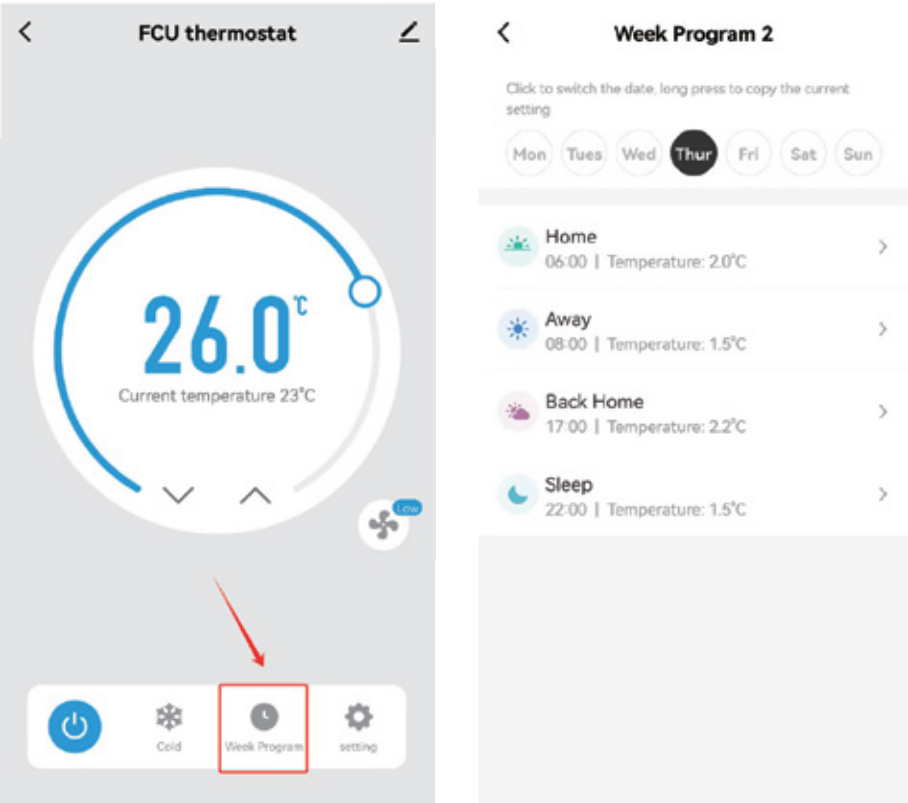 FCU thermostat
26.0℃
Current temperature 23°C
Low
Cold
Week Program
setting
Week Program 2
Click to switch the date, long press to copy the current
setting
Mon Tues Wed Thur Fri Sat Sun
Home
06:00 | Temperature: 2.0°C
Away
08:00 | Temperature: 1.5°C
Back Home
17:00 | Temperature: 2.2°C
Sleep
22:00 | Temperature: 1.5°C